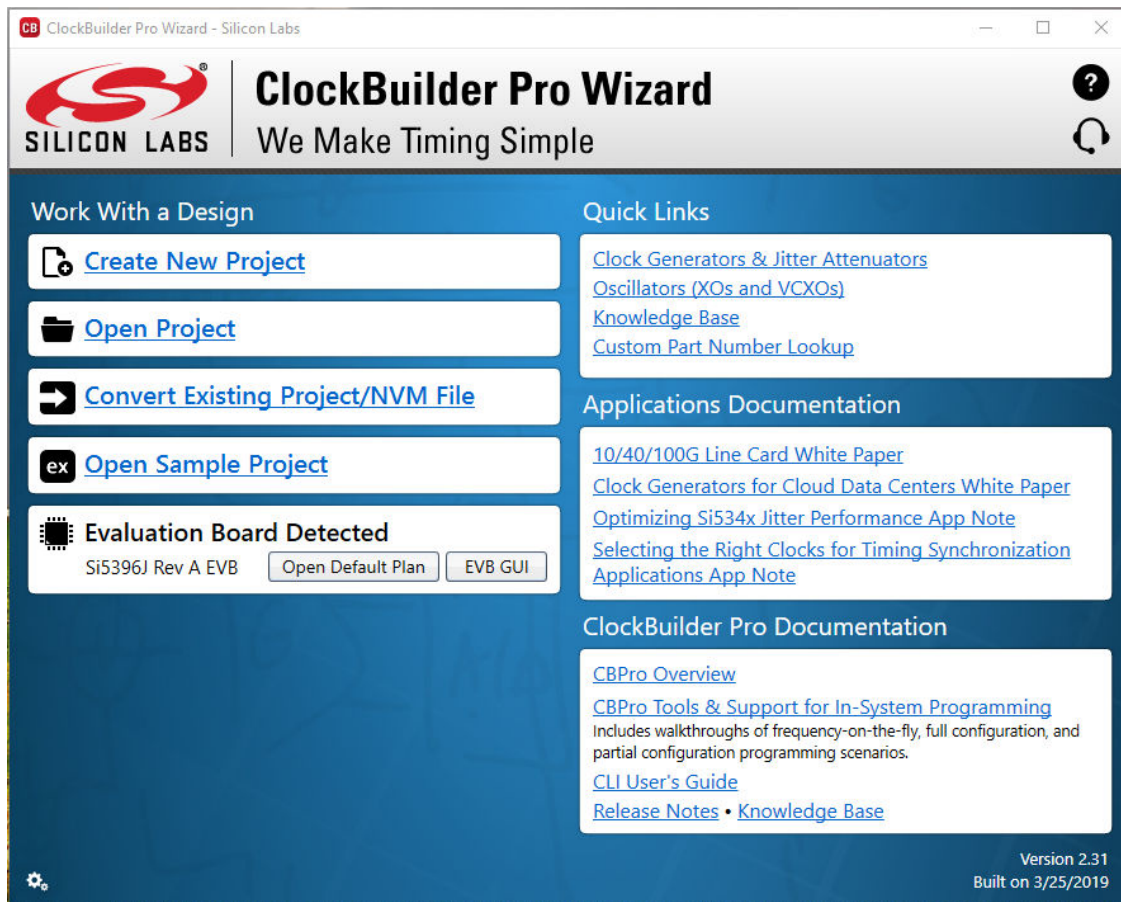 CB ClockBuilder Pro Wizard - Silicon Labs
SILICON LABS
®
ClockBuilder Pro Wizard
We Make Timing Simple
?
Work With a Design
Create New Project
Open Project
Convert Existing Project/NVM File
ex Open Sample Project
Evaluation Board Detected
Si5396J Rev A EVB Open Default Plan EVB GUI
Quick Links
Clock Generators & Jitter Attenuators
Oscillators (XOs and VCXOs)
Knowledge Base
Custom Part Number Lookup
Applications Documentation
10/40/100G Line Card White Paper
Clock Generators for Cloud Data Centers White Paper
Optimizing Si534x Jitter Performance App Note
Selecting the Right Clocks for Timing Synchronization
Applications App Note
ClockBuilder Pro Documentation
CBPro Overview
CBPro Tools & Support for In-System Programming
Includes walkthroughs of frequency-on-the-fly, full configuration, and
partial configuration programming scenarios.
CLI User's Guide
Release Notes • Knowledge Base
Version 2.31
Built on 3/25/2019